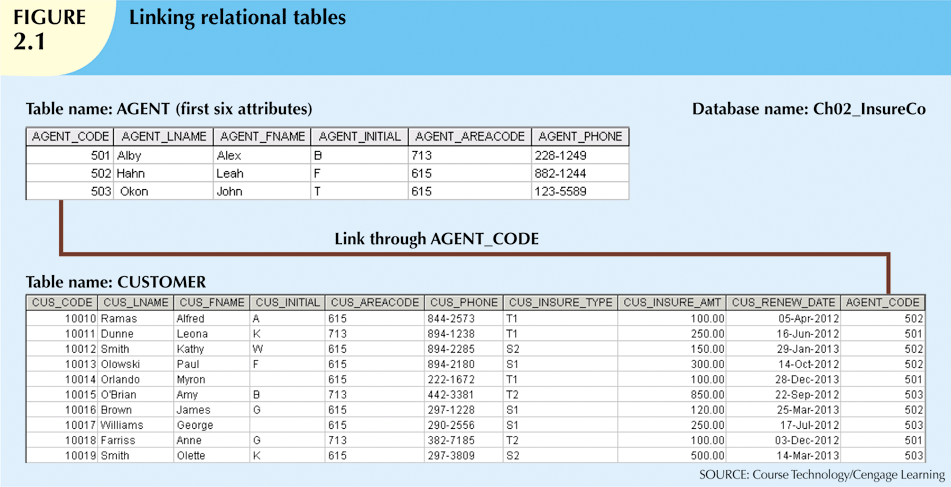 FIGURE 2.1
Linking relational tables
Table name: AGENT (first six attributes)
Database name: Ch02_InsureCo
AGENT_CODE AGENT_LNAME AGENT_FNAME AGENT_INITIAL AGENT_AREACODE AGENT_PHONE
501 Alby Alex B 713 228-1249
502 Hahn Leah F 615 882-1244
503 Okon John T 615 123-5589
Link through AGENT_CODE
Table name: CUSTOMER
CUS_CODE CUS_LNAME CUS_FNAME CUS_INITIAL CUS_AREACODE CUS_PHONE CUS_INSURE_TYPE CUS_INSURE_AMT CUS_RENEW_DATE AGENT_CODE
10010 Ramas Alfred A 615 844-2573 T1 100.00 05-Apr-2012 502
10011 Dunne Leona K 713 894-1238 T1 250.00 16-Jun-2012 501
10012 Smith Kathy W 615 894-2285 S2 150.00 29-Jan-2013 502
10013 Olowski Paul F 615 894-2180 S1 300.00 14-Oct-2012 502
10014 Orlando Myron 615 222-1672 T1 100.00 28-Dec-2013 501
10015 O'Brian Amy B 713 442-3381 T2 850.00 22-Sep-2012 503
10016 Brown James G 615 297-1228 S1 120.00 25-Mar-2013 502
10017 Williams George 615 290-2556 S1 250.00 17-Jul-2012 503
10018 Farriss Anne G 713 382-7185 T2 100.00 03-Dec-2012 501
10019 Smith Olette K 615 297-3809 S2 500.00 14-Mar-2013 503
SOURCE: Course Technology/Cengage Learning